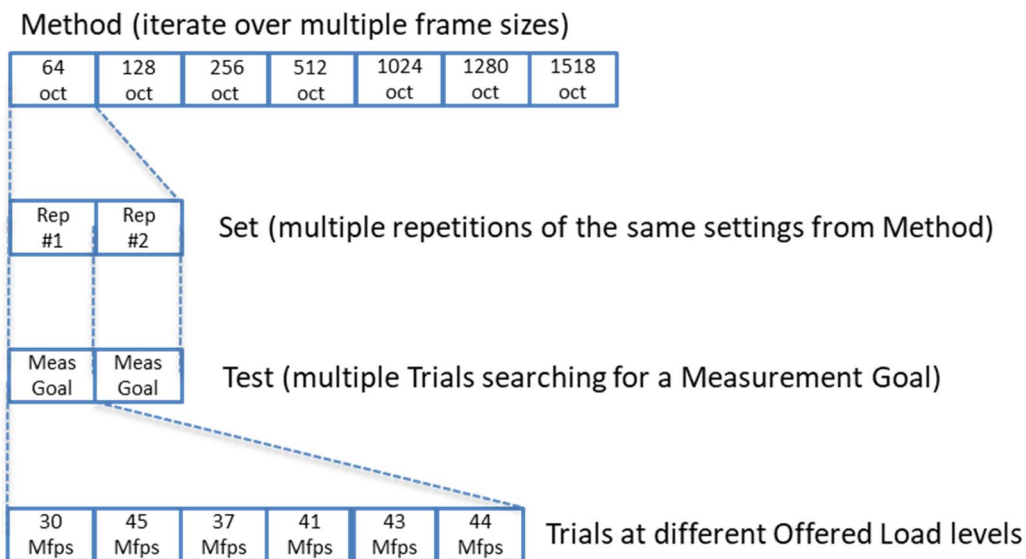 Method (iterate over multiple frame sizes)
64 128 256 512 1024 1280 1518
oct oct oct oct oct oct oct
Rep Rep
#1 #2
Set (multiple repetitions of the same settings from Method)
Meas Meas
Goal Goal
Test (multiple Trials searching for a Measurement Goal)
30 45 37 41 43 44
Mfps Mfps Mfps Mfps Mfps Mfps
Trials at different Offered Load levels